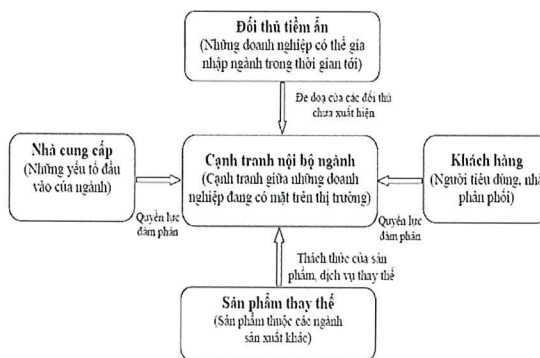 Đối thủ tiềm ẩn
(Những doanh nghiệp có thể gia
nhập ngành trong thời gian tới)
Đe doạ của các đối thủ
chưa xuất hiện
Nhà cung cấp
(Những yếu tố đầu
vào của ngành)
Quyền lực
đàm phán
Cạnh tranh nội bộ ngành
(Cạnh tranh giữa những doanh
nghiệp đang có mặt trên thị trường)
Khách hàng
(Người tiêu dùng, nhà
phân phối)
Quyền lực
đàm phán
Thách thức của sản
phẩm, dịch vụ thay thế
Sản phẩm thay thế
(Sản phẩm thuộc các ngành
sản xuất khác)